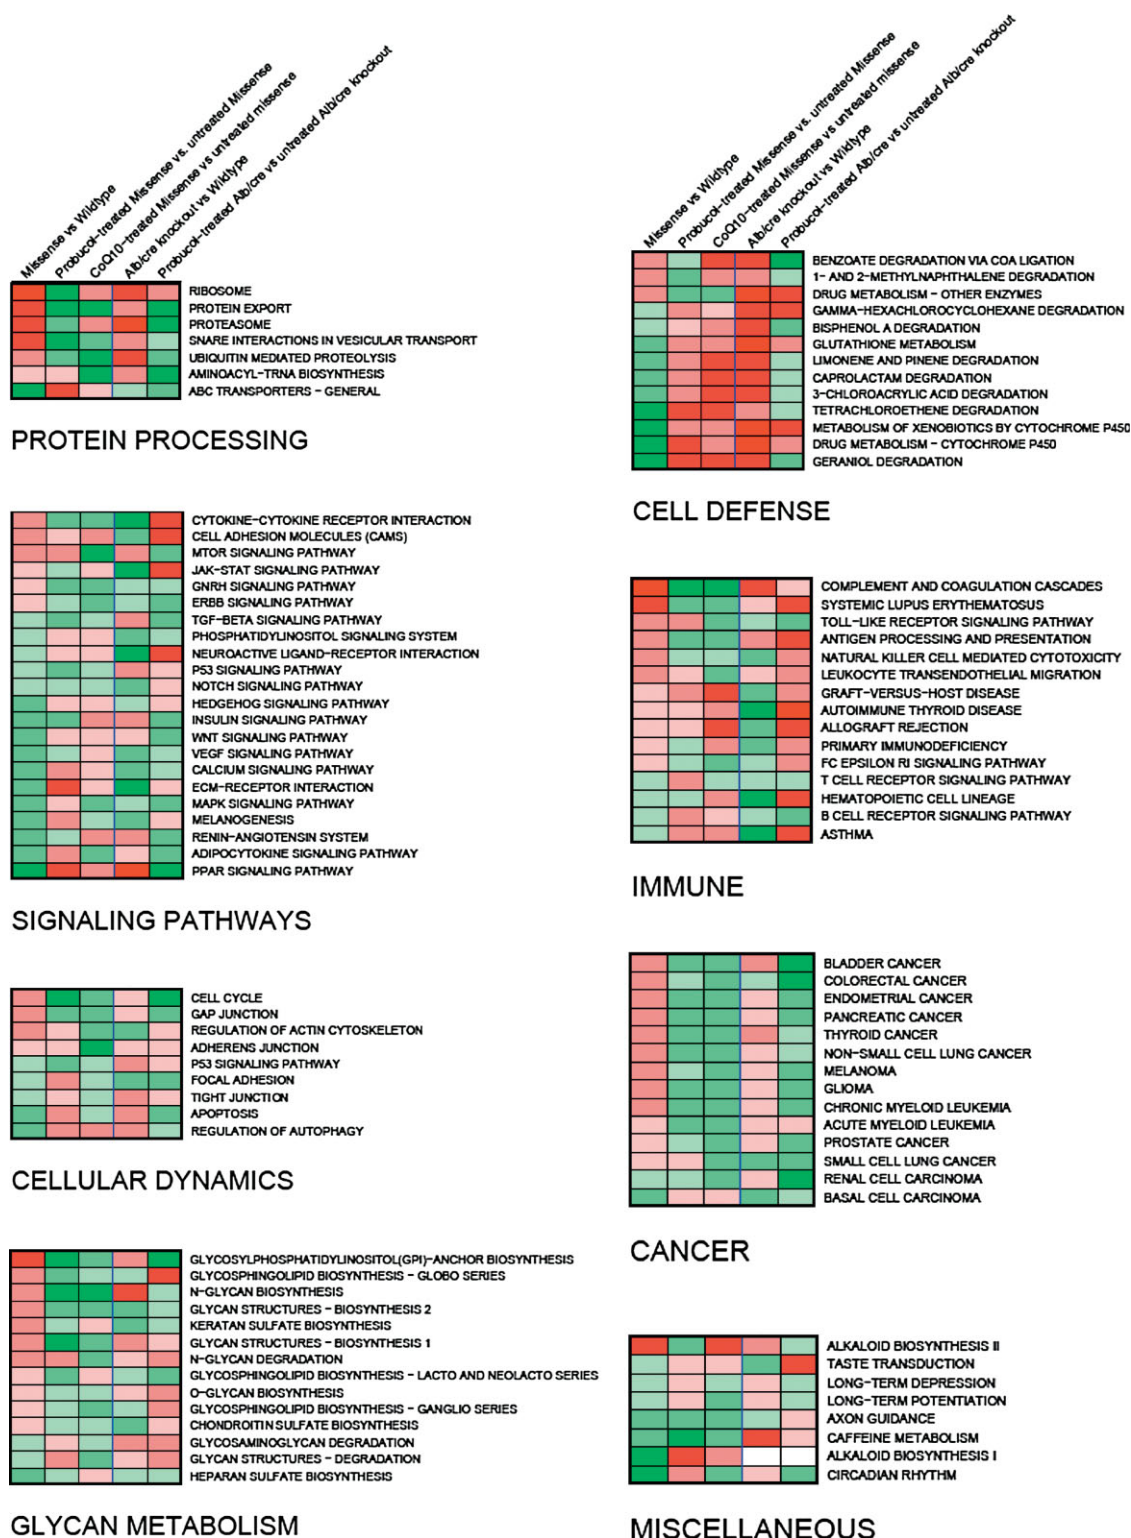 Missense vs Wildtype
Probucol-treated Missense vs. untreated Missense
CoQ10-treated Missense vs untreated missense
Alb/cre knockout vs Wildtype
Probucol-treated Alb/cre vs untreated Alb/cre knockout
RIBOSOME
PROTEIN EXPORT
PROTEASOME
SNARE INTERACTIONS IN VESICULAR TRANSPORT
UBIQUITIN MEDIATED PROTEOLYSIS
AMINOACYL-TRNA BIOSYNTHESIS
ABC TRANSPORTERS - GENERAL
PROTEIN PROCESSING
CYTOKINE-CYTOKINE RECEPTOR INTERACTION
CELL ADHESION MOLECULES (CAMS)
MTOR SIGNALING PATHWAY
JAK-STAT SIGNALING PATHWAY
GNRH SIGNALING PATHWAY
ERBB SIGNALING PATHWAY
TGF-BETA SIGNALING PATHWAY
PHOSPHATIDYLINOSITOL SIGNALING SYSTEM
NEUROACTIVE LIGAND-RECEPTOR INTERACTION
P53 SIGNALING PATHWAY
NOTCH SIGNALING PATHWAY
HEDGEHOG SIGNALING PATHWAY
INSULIN SIGNALING PATHWAY
WNT SIGNALING PATHWAY
VEGF SIGNALING PATHWAY
CALCIUM SIGNALING PATHWAY
ECM-RECEPTOR INTERACTION
MAPK SIGNALING PATHWAY
MELANOGENESIS
RENIN-ANGIOTENSIN SYSTEM
ADIPOCYTOKINE SIGNALING PATHWAY
PPAR SIGNALING PATHWAY
SIGNALING PATHWAYS
CELL CYCLE
GAP JUNCTION
REGULATION OF ACTIN CYTOSKELETON
ADHERENS JUNCTION
P53 SIGNALING PATHWAY
FOCAL ADHESION
TIGHT JUNCTION
APOPTOSIS
REGULATION OF AUTOPHAGY
CELLULAR DYNAMICS
GLYCOSYLPHOSPHATIDYLINOSITOL(GPI)-ANCHOR BIOSYNTHESIS
GLYCOSPHINGOLIPID BIOSYNTHESIS - GLOBO SERIES
N-GLYCAN BIOSYNTHESIS
GLYCAN STRUCTURES - BIOSYNTHESIS 2
KERATAN SULFATE BIOSYNTHESIS
GLYCAN STRUCTURES - BIOSYNTHESIS 1
N-GLYCAN DEGRADATION
GLYCOSPHINGOLIPID BIOSYNTHESIS - LACTO AND NEOLACTO SERIES
O-GLYCAN BIOSYNTHESIS
GLYCOSPHINGOLIPID BIOSYNTHESIS - GANGLIO SERIES
CHONDROITIN SULFATE BIOSYNTHESIS
GLYCOSAMINOGLYCAN DEGRADATION
GLYCAN STRUCTURES - DEGRADATION
HEPARAN SULFATE BIOSYNTHESIS
GLYCAN METABOLISM
Missense vs Wildtype
Probucol-treated Missense vs. untreated Missense
CoQ10-treated Missense vs untreated missense
Alb/cre knockout vs Wildtype
Probucol-treated Alb/cre vs untreated Alb/cre knockout
BENZOATE DEGRADATION VIA COA LIGATION
1- AND 2-METHYLNAPHTHALENE DEGRADATION
DRUG METABOLISM - OTHER ENZYMES
GAMMA-HEXACHLOROCYCLOHEXANE DEGRADATION
BISPHENOL A DEGRADATION
GLUTATHIONE METABOLISM
LIMONENE AND PINENE DEGRADATION
CAPROLACTAM DEGRADATION
3-CHLOROACRYLIC ACID DEGRADATION
TETRACHLOROETHENE DEGRADATION
METABOLISM OF XENOBIOTICS BY CYTOCHROME P450
DRUG METABOLISM - CYTOCHROME P450
GERANIOL DEGRADATION
CELL DEFENSE
COMPLEMENT AND COAGULATION CASCADES
SYSTEMIC LUPUS ERYTHEMATOSUS
TOLL-LIKE RECEPTOR SIGNALING PATHWAY
ANTIGEN PROCESSING AND PRESENTATION
NATURAL KILLER CELL MEDIATED CYTOTOXICITY
LEUKOCYTE TRANSENDOTHELIAL MIGRATION
GRAFT-VERSUS-HOST DISEASE
AUTOIMMUNE THYROID DISEASE
ALLOGRAFT REJECTION
PRIMARY IMMUNODEFICIENCY
FC EPSILON RI SIGNALING PATHWAY
T CELL RECEPTOR SIGNALING PATHWAY
HEMATOPOIETIC CELL LINEAGE
B CELL RECEPTOR SIGNALING PATHWAY
ASTHMA
IMMUNE
BLADDER CANCER
COLORECTAL CANCER
ENDOMETRIAL CANCER
PANCREATIC CANCER
THYROID CANCER
NON-SMALL CELL LUNG CANCER
MELANOMA
GLIOMA
CHRONIC MYELOID LEUKEMIA
ACUTE MYELOID LEUKEMIA
PROSTATE CANCER
SMALL CELL LUNG CANCER
RENAL CELL CARCINOMA
BASAL CELL CARCINOMA
CANCER
ALKALOID BIOSYNTHESIS II
TASTE TRANSDUCTION
LONG-TERM DEPRESSION
LONG-TERM POTENTIATION
AXON GUIDANCE
CAFFEINE METABOLISM
ALKALOID BIOSYNTHESIS I
CIRCADIAN RHYTHM
MISCELLANEOUS